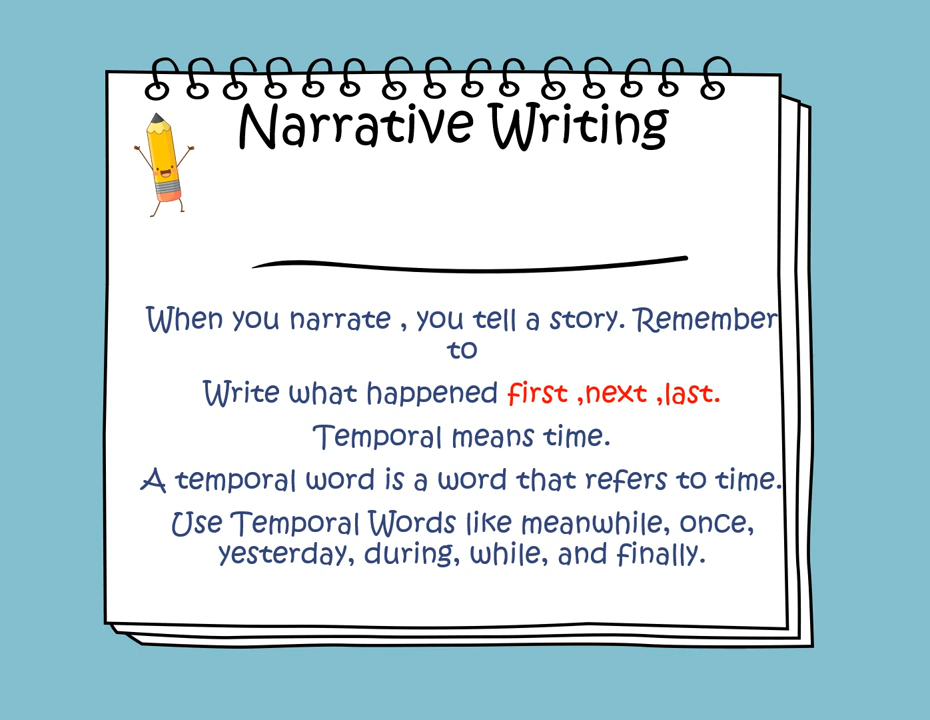 Narrative Writing
When you narrate , you tell a story. Remember
to
Write what happened first ,next ,last.
Temporal means time.
A temporal word is a word that refers to time.
Use Temporal Words like meanwhile, once,
yesterday, during, while, and finally.